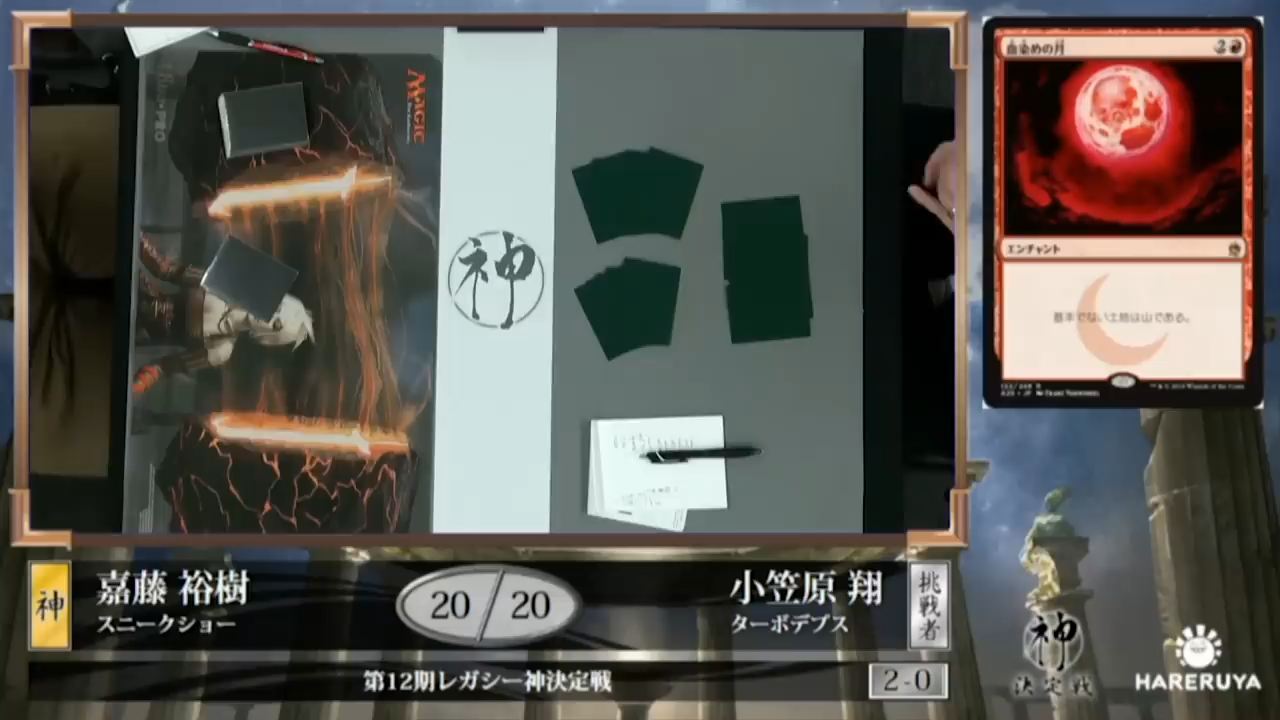 血染めの月
2
エンチャント
基本でない土地は山である。
MAGIC
神
神
嘉藤 裕樹
スニークショー
20/20
小笠原 翔
ターボデプス
挑戦者
第12期レガシー神決定戦
2-0
神
決定戦
HARERUYA